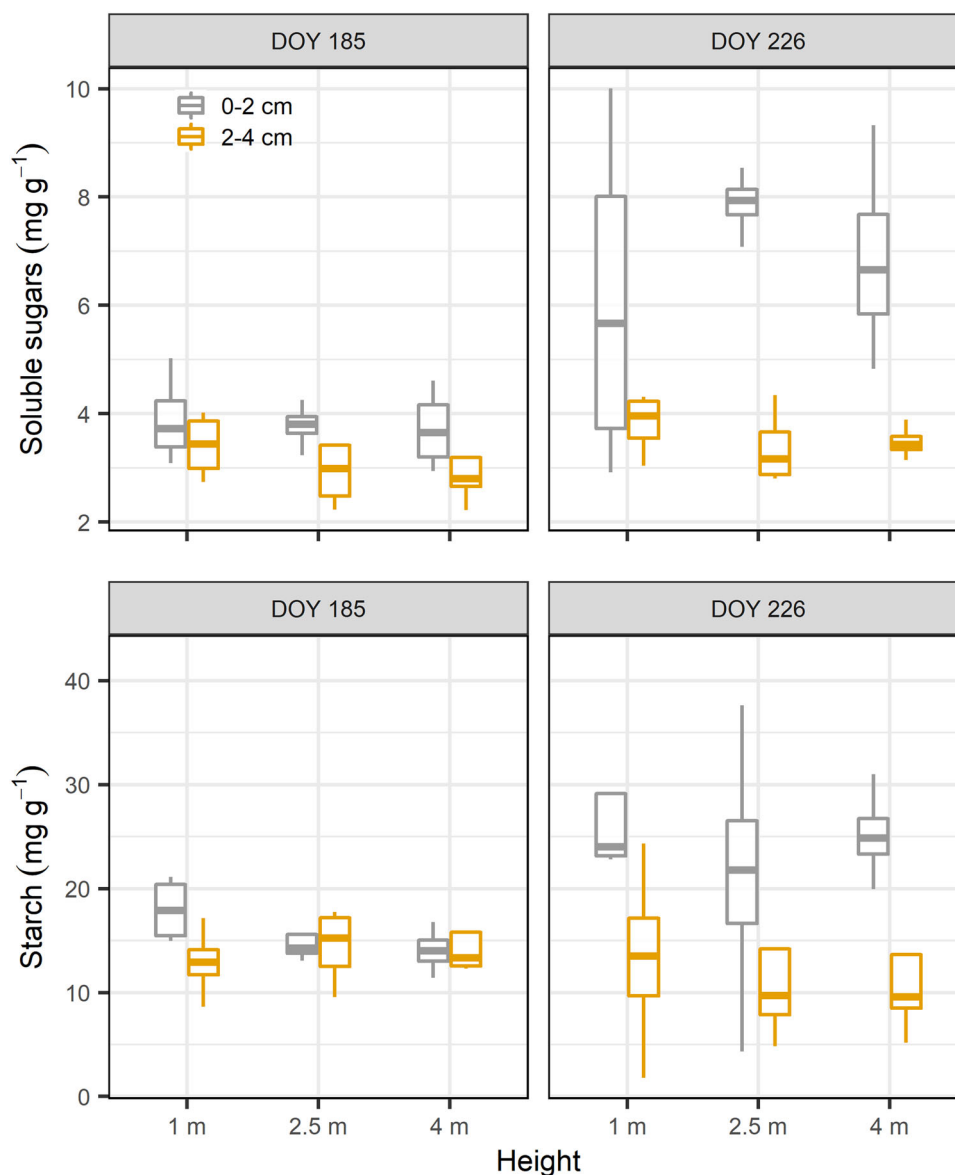 DOY 185
DOY 226
Soluble sugars (mg g⁻¹)
10
8
6
4
2
0-2 cm
2-4 cm
DOY 185
DOY 226
Starch (mg g⁻¹)
40
30
20
10
0
1 m 2.5 m 4 m
1 m 2.5 m 4 m
Height